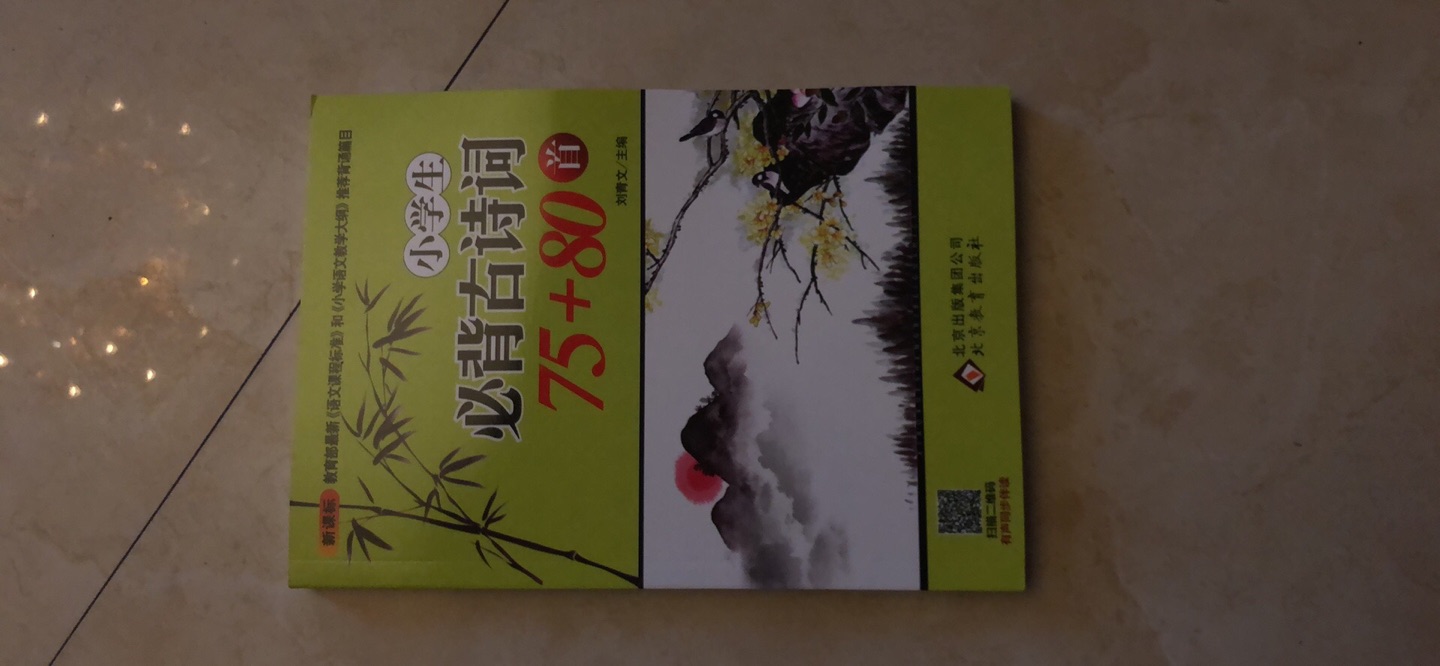 新课标 教育部最新《语文课程标准》和《小学语文教学大纲》推荐背诵篇目
小学生
必背古诗词
75+80首
刘青文/主编
北京出版集团公司
北京教育出版社
扫描二维码
有声同步伴读